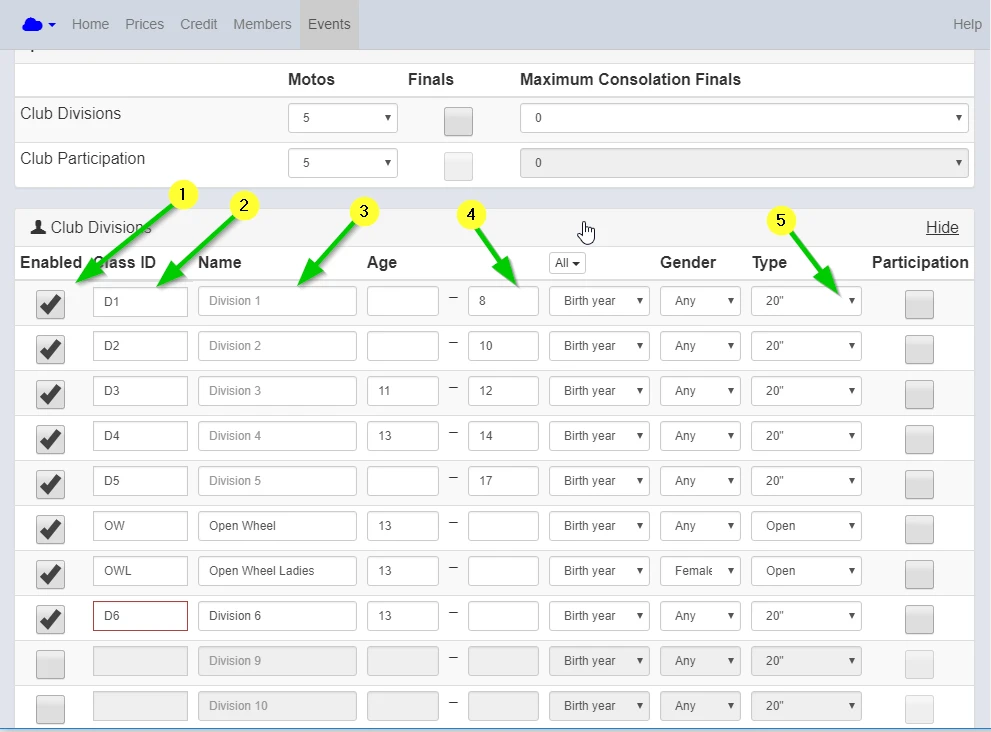 Home Prices Credit Members Events Help
Motos Finals Maximum Consolation Finals
Club Divisions 5 0
Club Participation 5 0
1 2 3 4 5
Club Divisions Hide
Enabled Class ID Name Age All Gender Type Participation
D1 Division 1 – 8 Birth year Any 20"
D2 Division 2 – 10 Birth year Any 20"
D3 Division 3 11 – 12 Birth year Any 20"
D4 Division 4 13 – 14 Birth year Any 20"
D5 Division 5 – 17 Birth year Any 20"
OW Open Wheel 13 – Birth year Any Open
OWL Open Wheel Ladies 13 – Birth year Female Open
D6 Division 6 13 – Birth year Any 20"
Division 9 – Birth year Any 20"
Division 10 – Birth year Any 20"